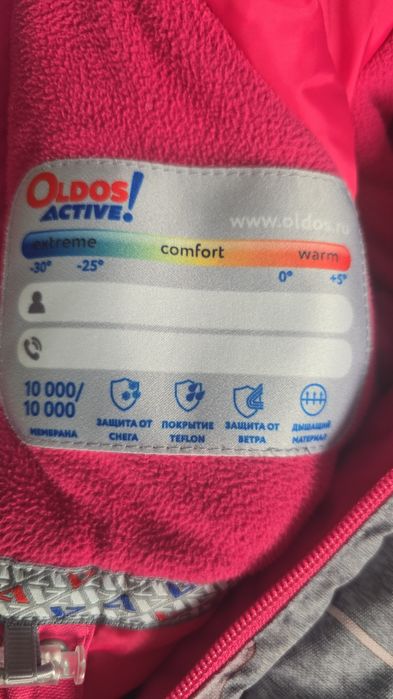 OLDOS
ACTIVE!
www.oldos.ru
extreme comfort warm
-30° -25° 0° +5°
10 000/
10 000
МЕМБРАНА
ЗАЩИТА ОТ
СНЕГА
ПОКРЫТИЕ
TEFLON
ЗАЩИТА ОТ
ВЕТРА
ДЫШАЩИЙ
МАТЕРИАЛ